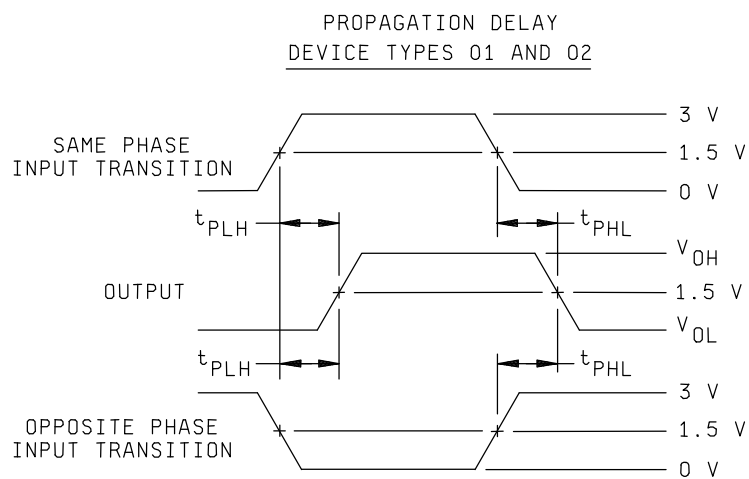 PROPAGATION DELAY
DEVICE TYPES 01 AND 02
3 V
SAME PHASE
INPUT TRANSITION
1.5 V
0 V
tPLH
tPHL
VOH
OUTPUT
1.5 V
VOL
tPLH
tPHL
3 V
OPPOSITE PHASE
INPUT TRANSITION
1.5 V
0 V